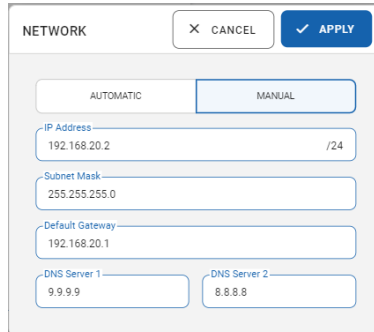 NETWORK
CANCEL
APPLY
AUTOMATIC
MANUAL
IP Address
192.168.20.2 /24
Subnet Mask
255.255.255.0
Default Gateway
192.168.20.1
DNS Server 1
9.9.9.9
DNS Server 2
8.8.8.8